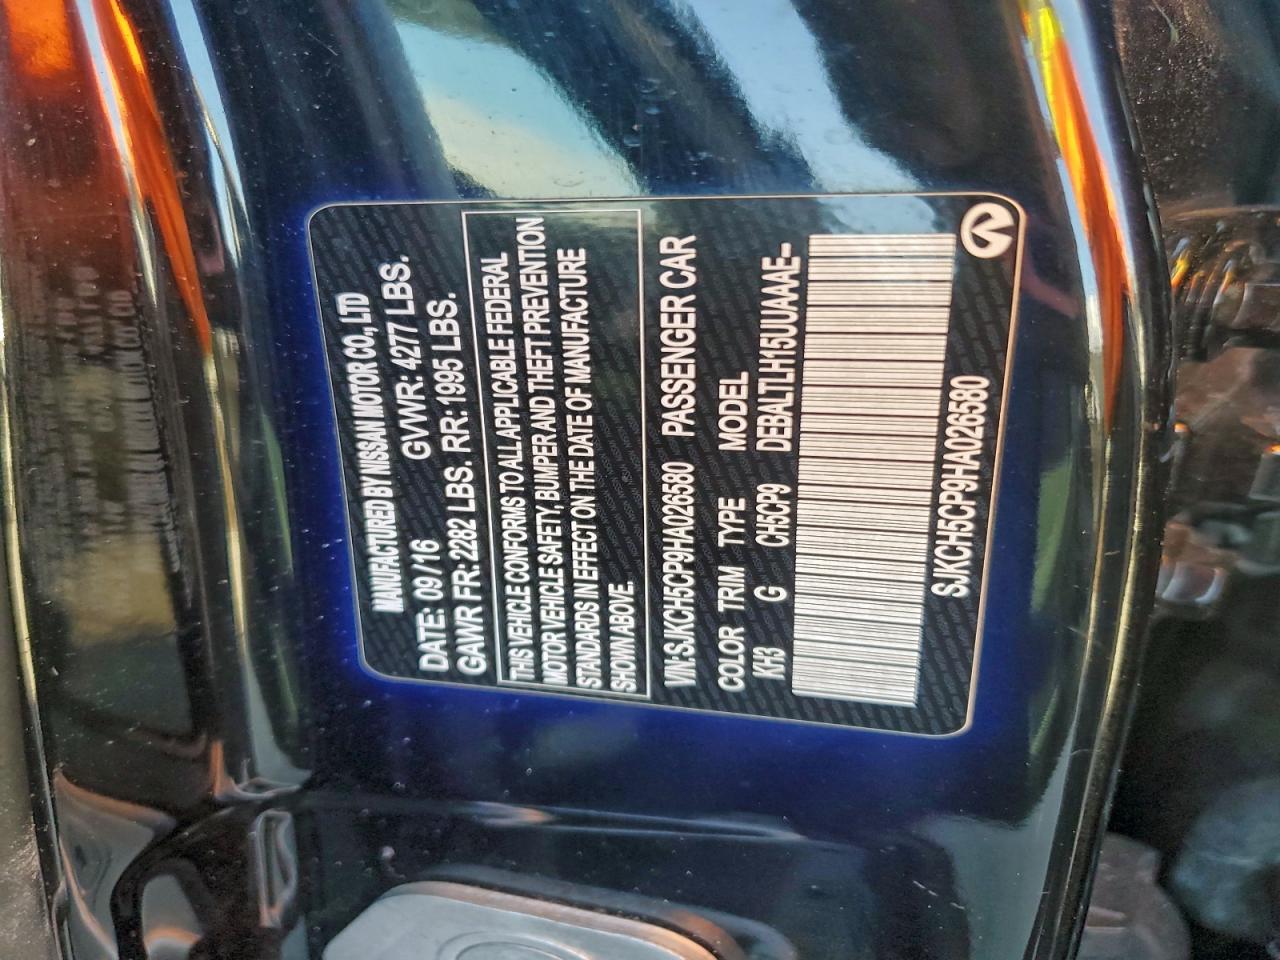 MANUFACTURED BY NISSAN MOTOR CO., LTD
DATE: 09/16 GVWR: 4277 LBS.
GAWR FR: 2282 LBS. RR: 1995 LBS.
THIS VEHICLE CONFORMS TO ALL APPLICABLE FEDERAL
MOTOR VEHICLE SAFETY, BUMPER AND THEFT PREVENTION
STANDARDS IN EFFECT ON THE DATE OF MANUFACTURE
SHOWN ABOVE.
VIN: SJKCH5CP9HA026580 PASSENGER CAR
COLOR TRIM TYPE MODEL
KH3 G CH5CP9 DEBALTLH15UUAAAE-
SJKCH5CP9HA026580